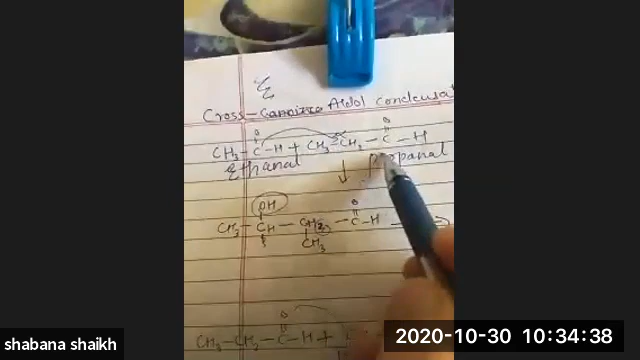 Cross-Cannizzo Aldol Condensat
O
CH3 - C - H + CH3 - CH2 - C - H
Ethanal Propanal
OH O
CH3 - CH - CH - C - H
CH3
O
CH3 - CH2 - C - H +
2020-10-30 10:34:38
shabana shaikh